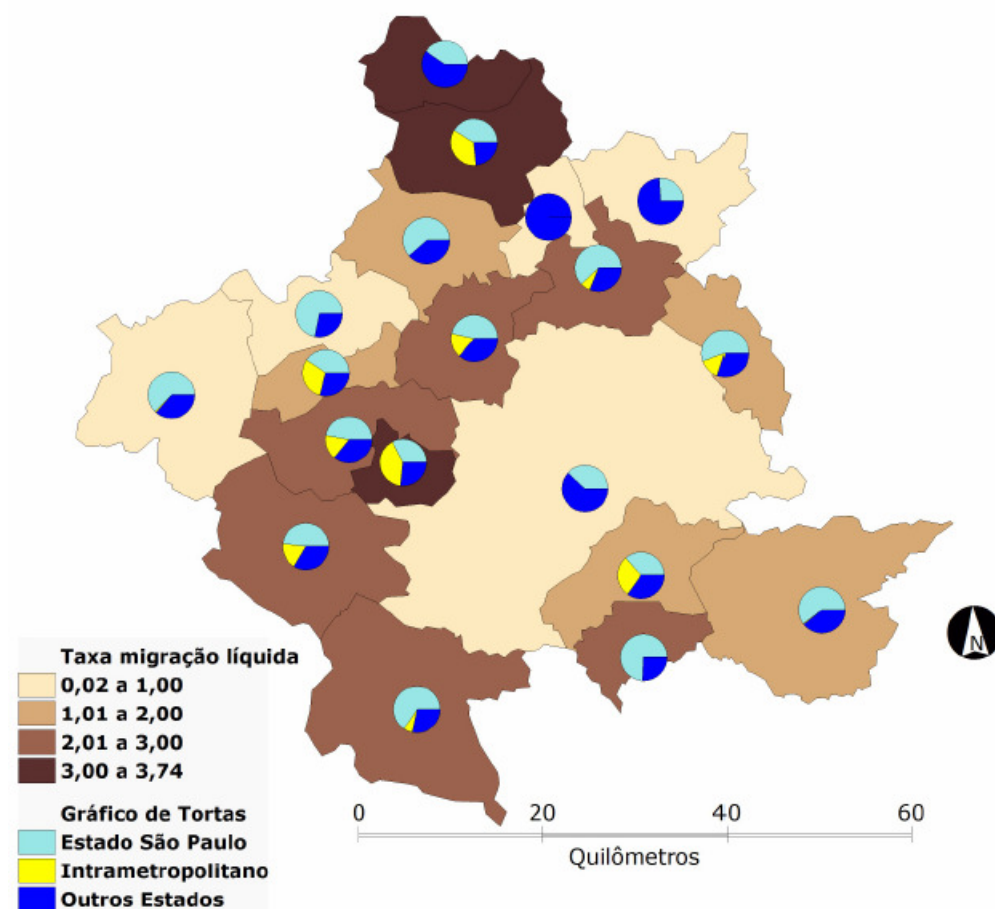 Taxa migração líquida
0,02 a 1,00
1,01 a 2,00
2,01 a 3,00
3,00 a 3,74
Gráfico de Tortas
Estado São Paulo
Intrametropolitano
Outros Estados
0 20 40 60
Quilômetros
N